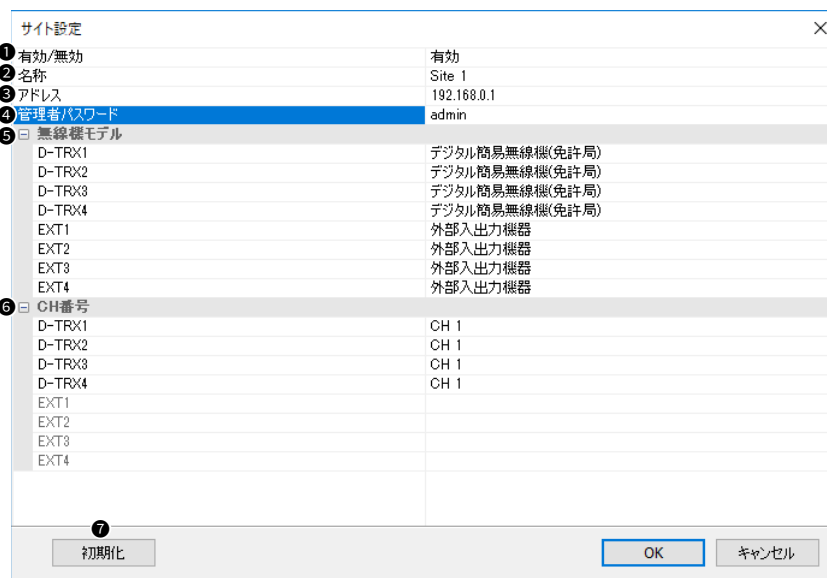 サイト設定
❶ 有効/無効 有効
❷ 名称 Site 1
❸ アドレス 192.168.0.1
❹ 管理者パスワード admin
❺ 無線機モデル
D-TRX1 デジタル簡易無線機(免許局)
D-TRX2 デジタル簡易無線機(免許局)
D-TRX3 デジタル簡易無線機(免許局)
D-TRX4 デジタル簡易無線機(免許局)
EXT1 外部入出力機器
EXT2 外部入出力機器
EXT3 外部入出力機器
EXT4 外部入出力機器
❻ CH番号
D-TRX1 CH 1
D-TRX2 CH 1
D-TRX3 CH 1
D-TRX4 CH 1
EXT1
EXT2
EXT3
EXT4
❼
初期化 OK キャンセル